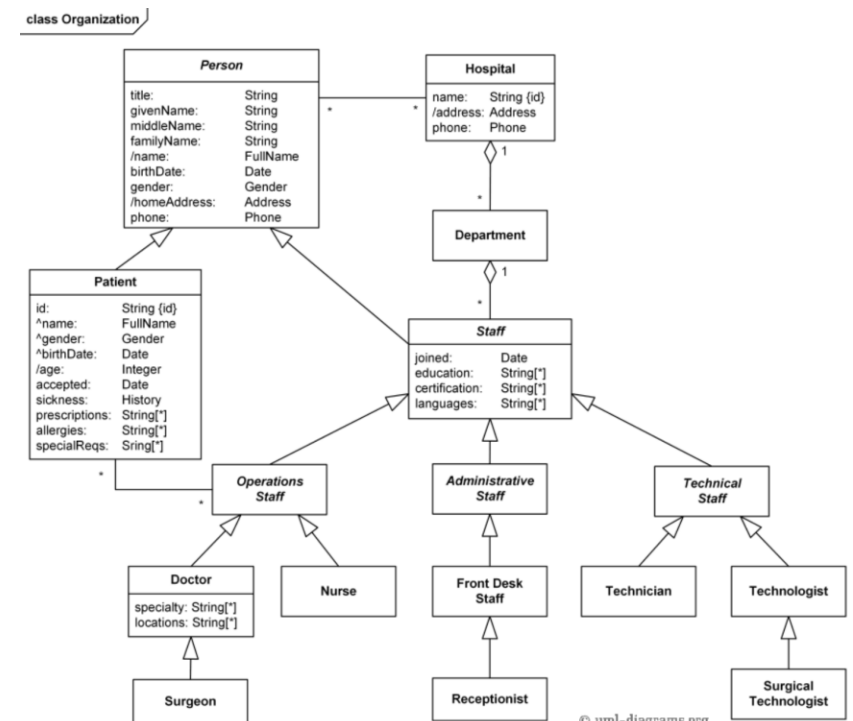 class Organization
Person
title: String
givenName: String
middleName: String
familyName: String
/name: FullName
birthDate: Date
gender: Gender
/homeAddress: Address
phone: Phone
*
*
Hospital
name: String {id}
/address: Address
phone: Phone
1
*
Department
1
*
Patient
id: String {id}
^name: FullName
^gender: Gender
^birthDate: Date
/age: Integer
accepted: Date
sickness: History
prescriptions: String[*]
allergies: String[*]
specialReqs: Sring[*]
*
*
Staff
joined: Date
education: String[*]
certification: String[*]
languages: String[*]
Operations
Staff
Administrative
Staff
Technical
Staff
Doctor
specialty: String[*]
locations: String[*]
Nurse
Front Desk
Staff
Technician
Technologist
Surgeon
Receptionist
Surgical
Technologist
© uml-diagrams.org